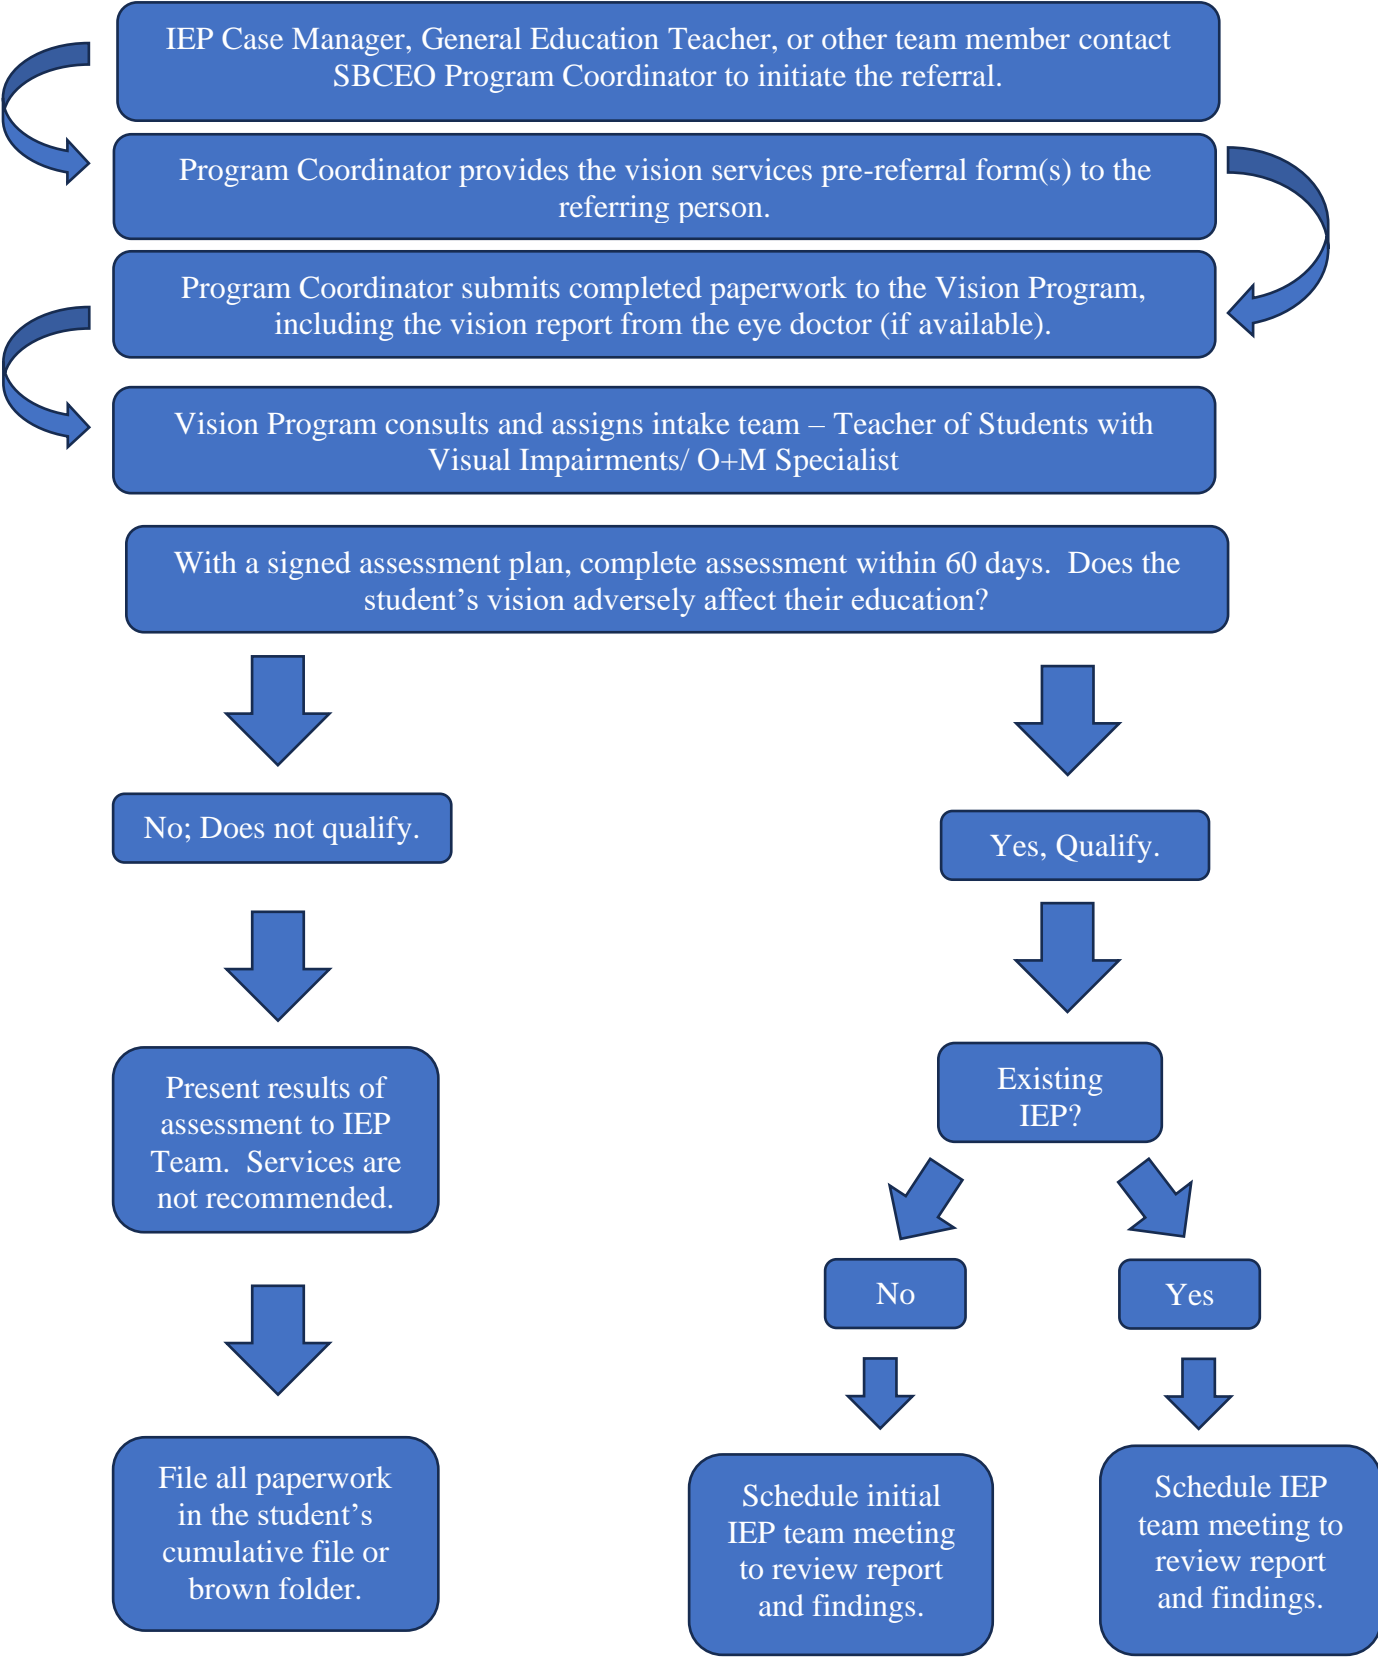 IEP Case Manager, General Education Teacher, or other team member contact
SBCEO Program Coordinator to initiate the referral.
Program Coordinator provides the vision services pre-referral form(s) to the
referring person.
Program Coordinator submits completed paperwork to the Vision Program,
including the vision report from the eye doctor (if available).
Vision Program consults and assigns intake team – Teacher of Students with
Visual Impairments/ O+M Specialist
With a signed assessment plan, complete assessment within 60 days.  Does the
student’s vision adversely affect their education?
No; Does not qualify.
Present results of
assessment to IEP
Team.  Services are
not recommended.
File all paperwork
in the student’s
cumulative file or
brown folder.
Yes, Qualify.
Existing
IEP?
No
Schedule initial
IEP team meeting
to review report
and findings.
Yes
Schedule IEP
team meeting to
review report
and findings.